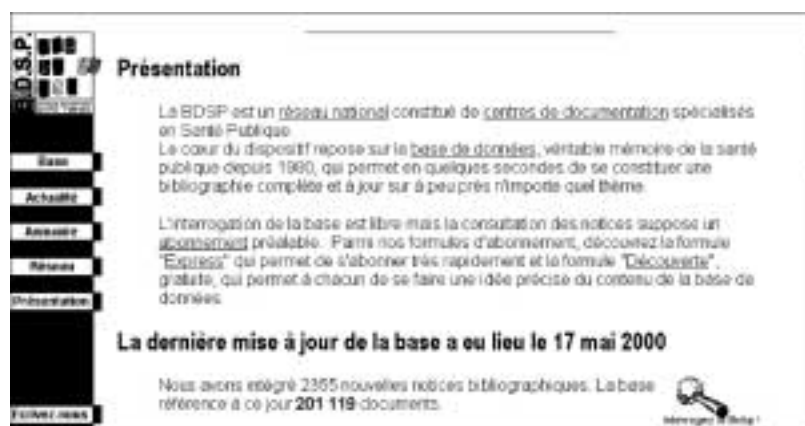 B.D.S.P.
Présentation
La BDSP est un réseau national constitué de centres de documentation spécialisés
en Santé Publique
Le cœur du dispositif repose sur la base de données, véritable mémoire de la santé
publique depuis 1980, qui permet en quelques secondes de se constituer une
bibliographie complète et à jour sur à peu près n'importe quel thème.
Base
Actualité
Annuaire
Réseau
Présentation
L'interrogation de la base est libre mais la consultation des notices suppose un
abonnement préalable. Parmi nos formules d'abonnement, découvrez la formule
"Express" qui permet de s'abonner très rapidement et la formule "Découverte",
gratuite, qui permet à chacun de se faire une idée précise du contenu de la base de
données.
La dernière mise à jour de la base a eu lieu le 17 mai 2000
Nous avons intégré 2355 nouvelles notices bibliographiques. La base
référence à ce jour 201 119 documents.
Ecrivez-nous
Interrogez la Bdsp !